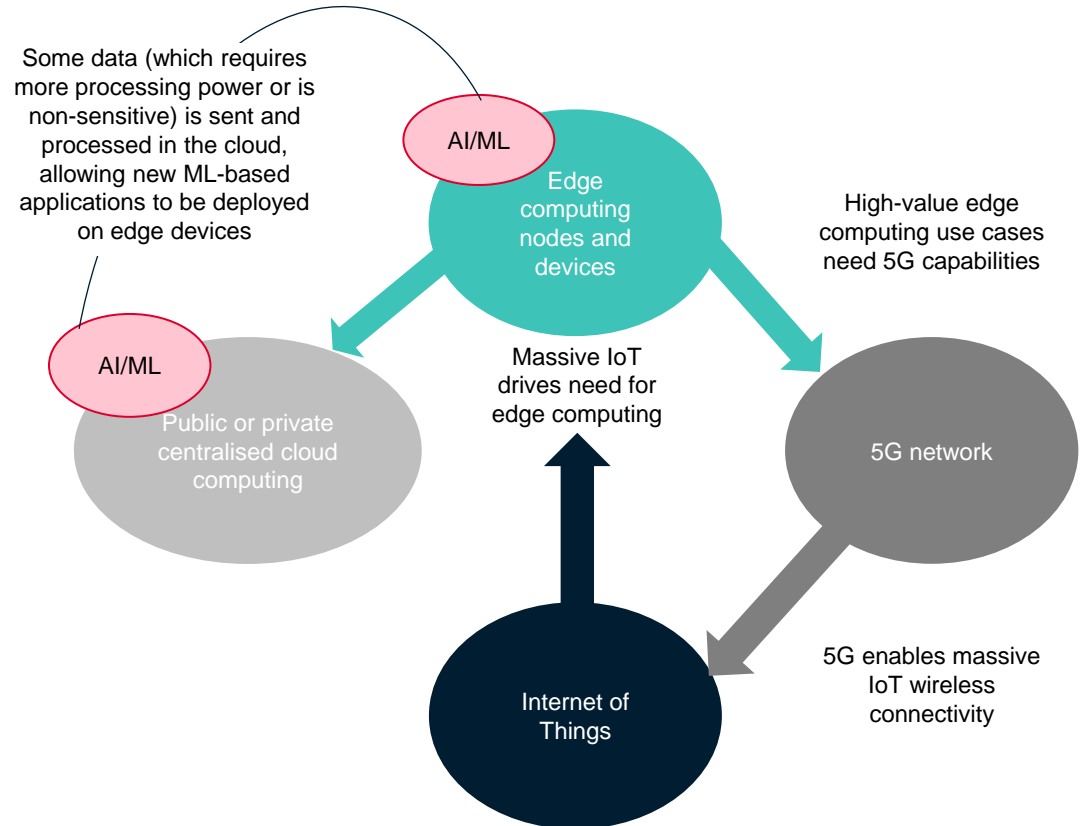 Some data (which requires
more processing power or is
non-sensitive) is sent and
processed in the cloud,
allowing new ML-based
applications to be deployed
on edge devices
AI/ML
Edge
computing
nodes and
devices
High-value edge
computing use cases
need 5G capabilities
AI/ML
Public or private
centralised cloud
computing
Massive IoT
drives need for
edge computing
5G network
Internet of
Things
5G enables massive
IoT wireless
connectivity